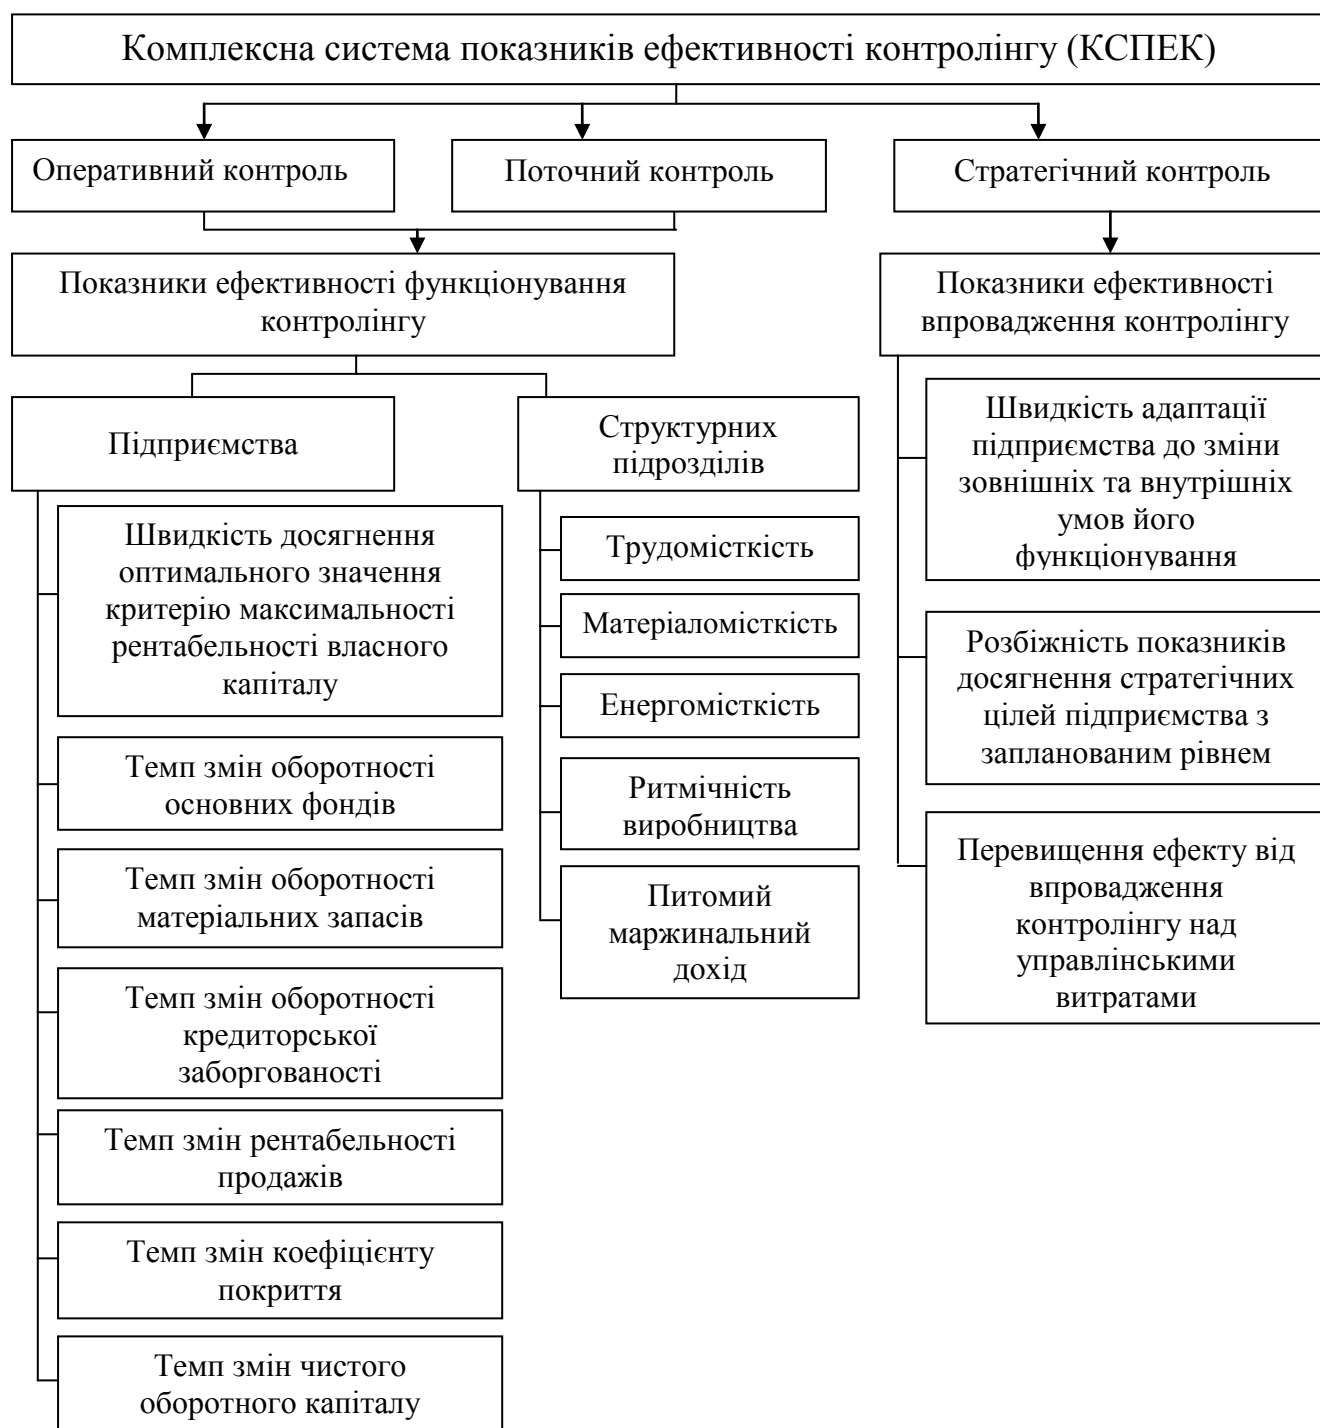 Комплексна система показників ефективності контролінгу (КСПЕК)
Оперативний контроль
Поточний контроль
Стратегічний контроль
Показники ефективності функціонування
контролінгу
Показники ефективності
впровадження контролінгу
Підприємства
Швидкість досягнення
оптимального значення
критерію максимальності
рентабельності власного
капіталу
Темп змін оборотності
основних фондів
Темп змін оборотності
матеріальних запасів
Темп змін оборотності
кредиторської
заборгованості
Темп змін рентабельності
продажів
Темп змін коефіцієнту
покриття
Темп змін чистого
оборотного капіталу
Структурних
підрозділів
Трудомісткість
Матеріаломісткість
Енергомісткість
Ритмічність
виробництва
Питомий
маржинальний
дохід
Швидкість адаптації
підприємства до зміни
зовнішніх та внутрішніх
умов його
функціонування
Розбіжність показників
досягнення стратегічних
цілей підприємства з
запланованим рівнем
Перевищення ефекту від
впровадження
контролінгу над
управлінськими
витратами